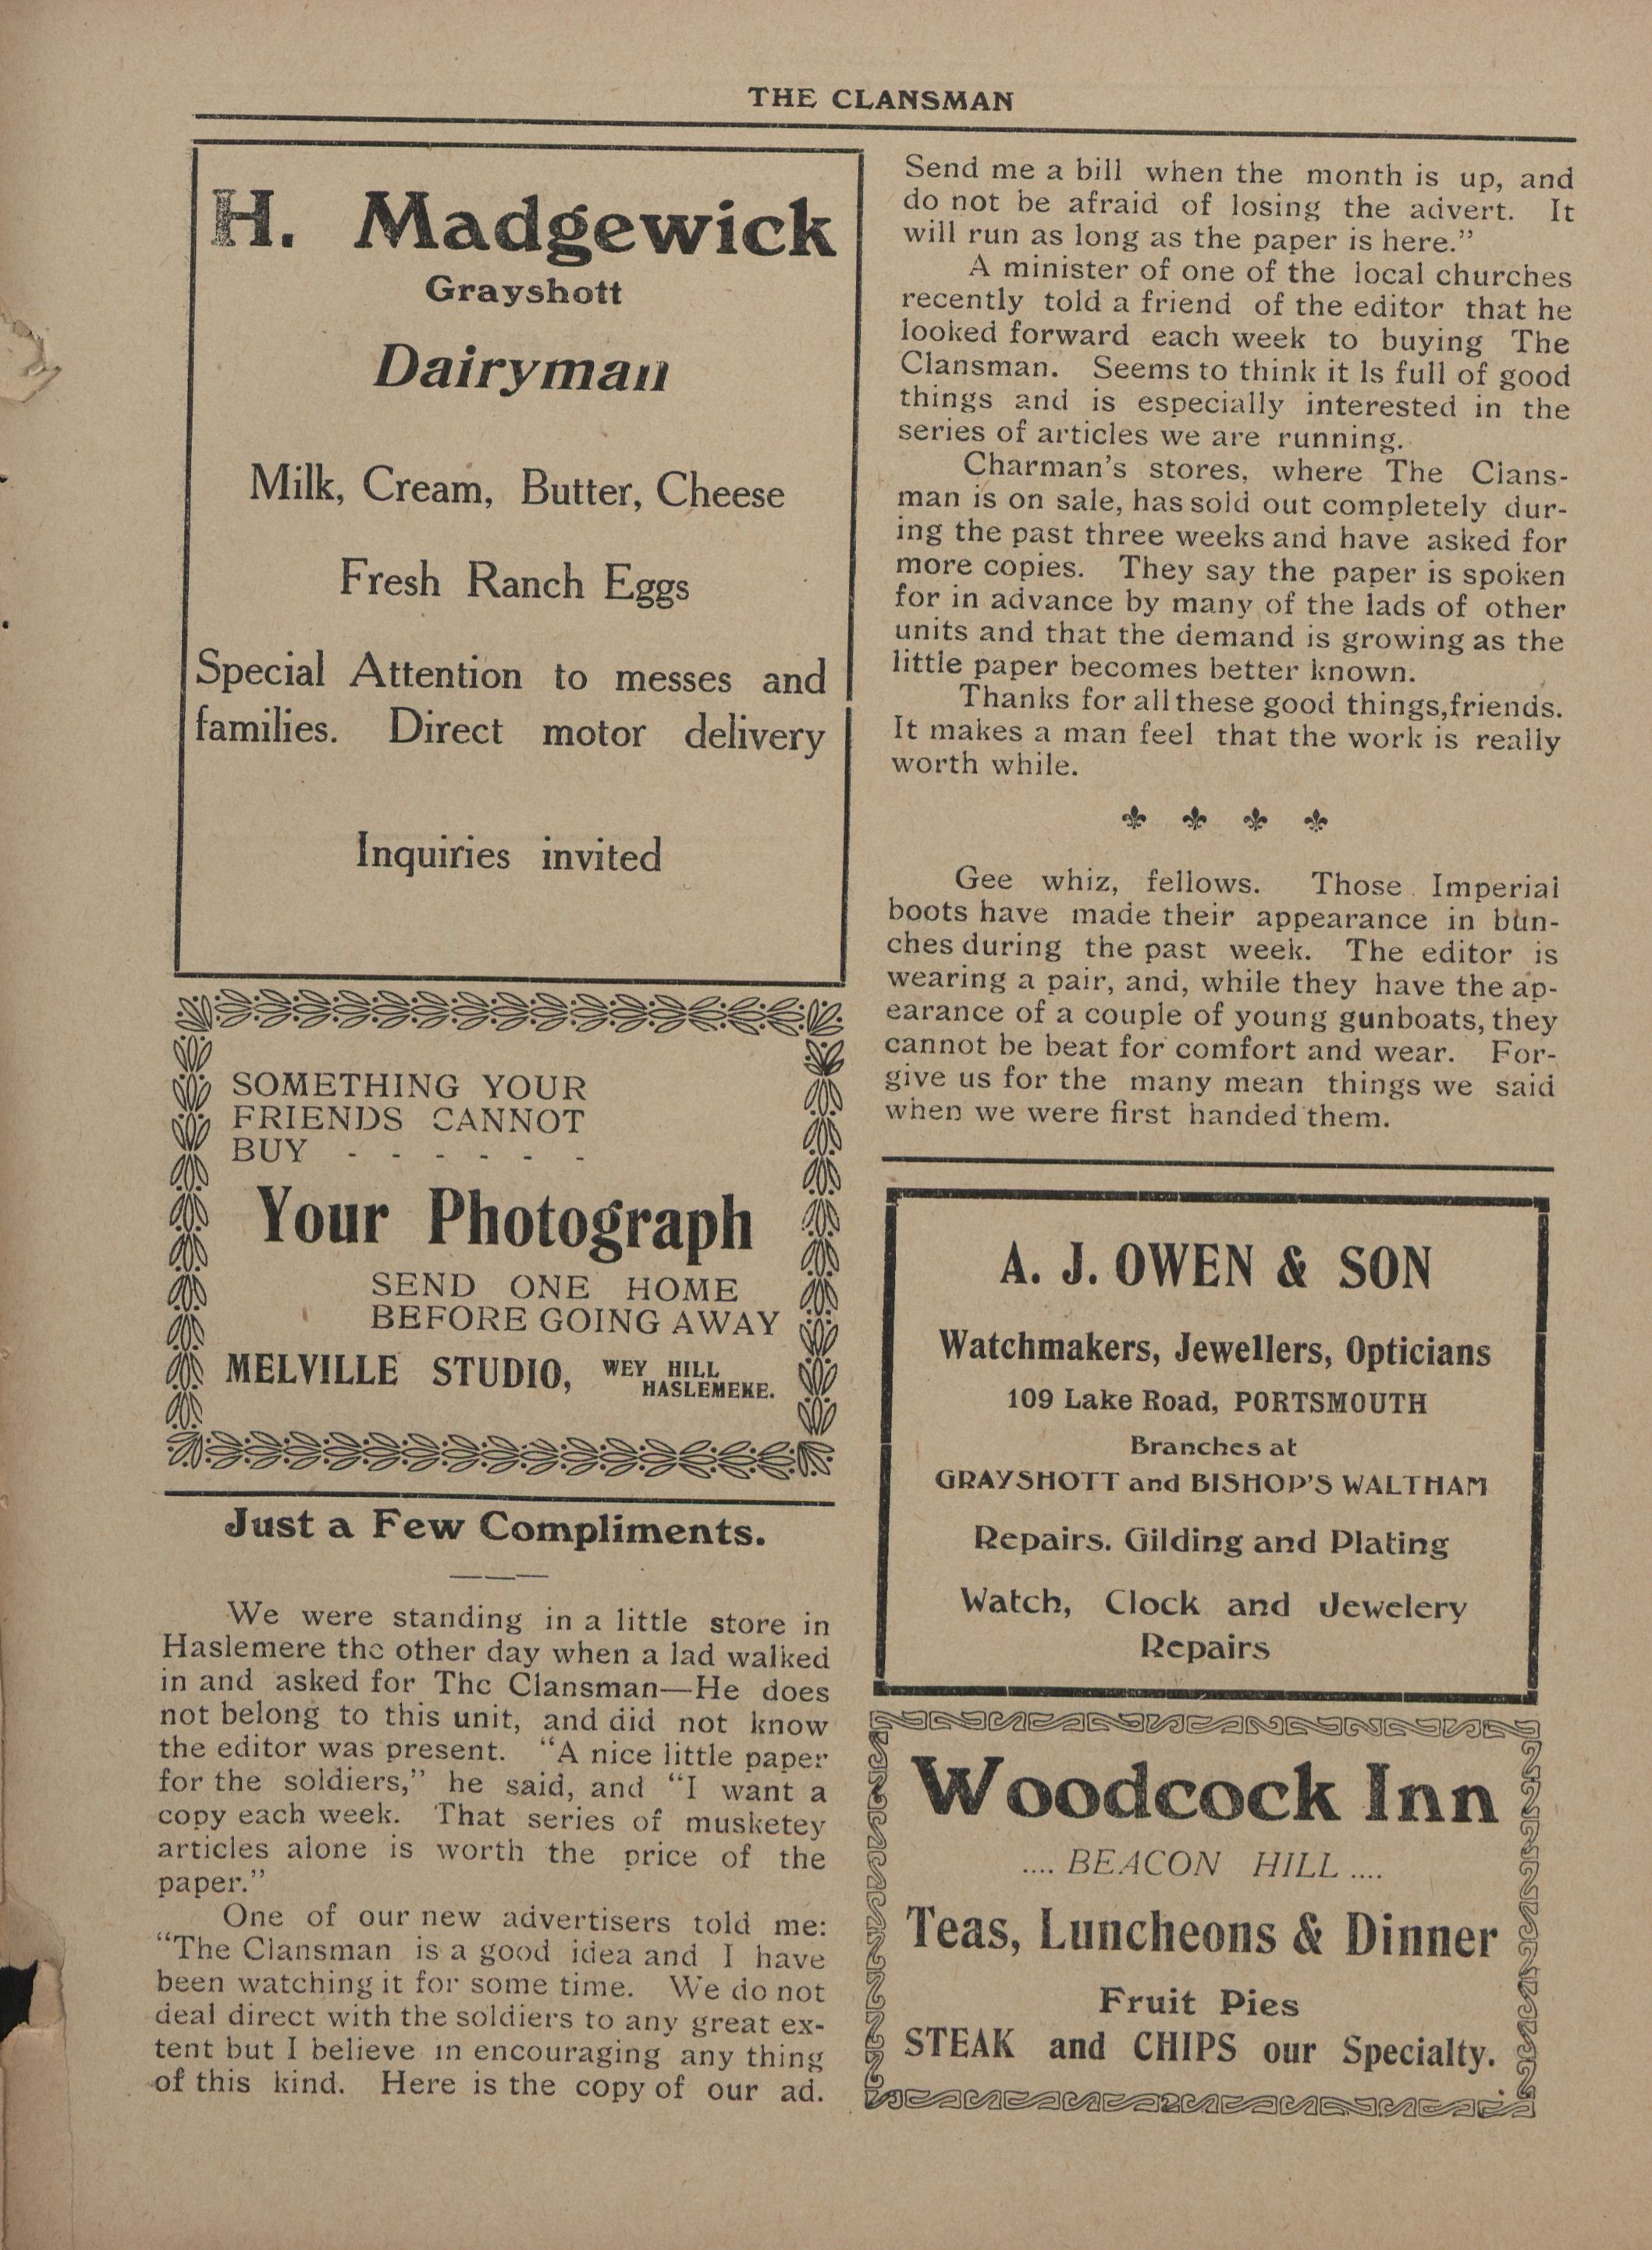 THE CLANSMAN
H. Madgewick
Grayshott
Dairyman
Milk, Cream, Butter, Cheese
Fresh Ranch Eggs
Special Attention to messes and
families. Direct motor delivery
Inquiries invited
SOMETHING YOUR
FRIENDS CANNOT
BUY - - - - - -
Your Photograph
SEND ONE HOME
BEFORE GOING AWAY
MELVILLE STUDIO, WEY HILL
HASLEMEKE.
Just a Few Compliments.
We were standing in a little store in
Haslemere thc other day when a lad walked
in and asked for Thc Clansman—He does
not belong to this unit, and did not know
the editor was present. “A nice little paper
for the soldiers,” he said, and “I want a
copy each week. That series of musketey
articles alone is worth the price of the
paper.”
One of our new advertisers told me:
“The Clansman is a good idea and I have
been watching it for some time. We do not
deal direct with the soldiers to any great ex-
tent but I believe in encouraging any thing
of this kind. Here is the copy of our ad.
Send me a bill when the month is up, and
do not be afraid of losing the advert. It
will run as long as the paper is here.”
A minister of one of the local churches
recently told a friend of the editor that he
looked forward each week to buying The
Clansman. Seems to think it Is full of good
things and is especially interested in the
series of articles we are running.
Charman’s stores, where The Clans-
man is on sale, has sold out completely dur-
ing the past three weeks and have asked for
more copies. They say the paper is spoken
for in advance by many of the lads of other
units and that the demand is growing as the
little paper becomes better known.
Thanks for all these good things,friends.
It makes a man feel that the work is really
worth while.
Gee whiz, fellows. Those Imperial
boots have made their appearance in bun-
ches during the past week. The editor is
wearing a pair, and, while they have the ap-
earance of a couple of young gunboats, they
cannot be beat for comfort and wear. For-
give us for the many mean things we said
when we were first handed them.
A. J. OWEN & SON
Watchmakers, Jewellers, Opticians
109 Lake Road, PORTSMOUTH
Branches at
GRAYSHOTT and BISHOP’S WALTHAM
Repairs. Gilding and Plating
Watch, Clock and Jewelery
Repairs
Woodcock Inn
.... BEACON HILL ....
Teas, Luncheons & Dinner
Fruit Pies
STEAK and CHIPS our Specialty.